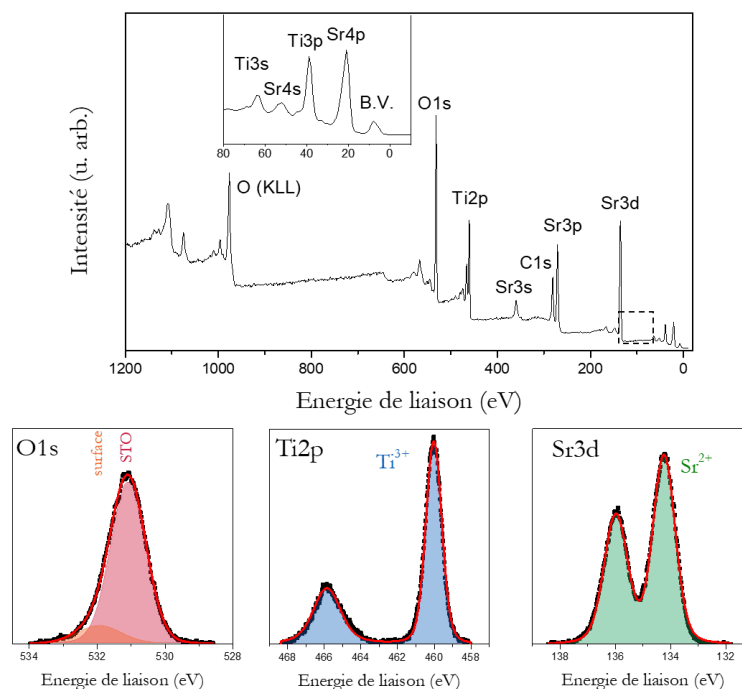 Intensité (u. arb.)
Ti3s
Sr4s
Ti3p
Sr4p
B.V.
80 60 40 20 0
O (KLL)
O1s
Ti2p
Sr3s
C1s
Sr3p
Sr3d
1200 1000 800 600 400 200 0
Energie de liaison (eV)
O1s
surface
STO
534 532 530 528
Energie de liaison (eV)
Ti2p
Ti3+
468 466 464 462 460 458
Energie de liaison (eV)
Sr3d
Sr2+
138 136 134 132
Energie de liaison (eV)